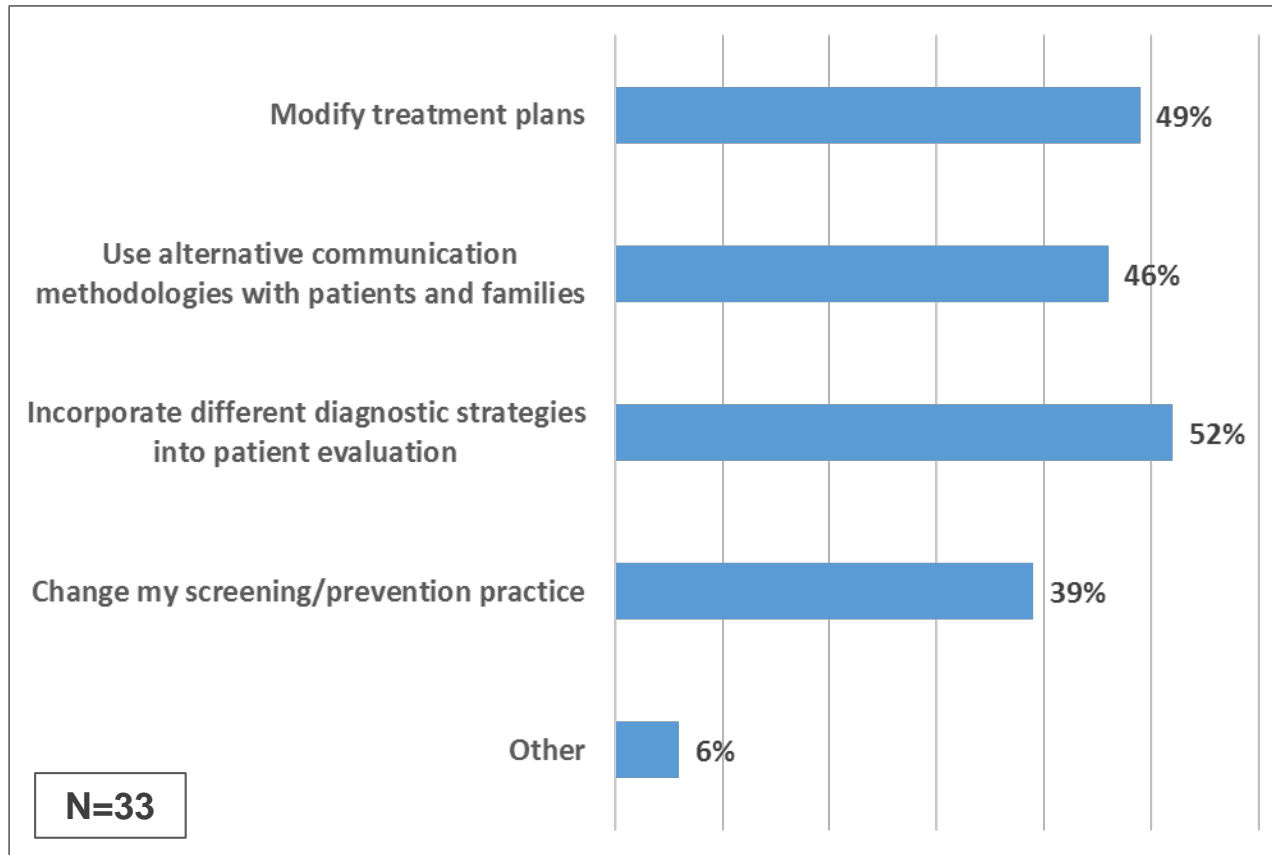 Modify treatment plans
49%
Use alternative communication
methodologies with patients and families
46%
Incorporate different diagnostic strategies
into patient evaluation
52%
Change my screening/prevention practice
39%
Other
6%
N=33